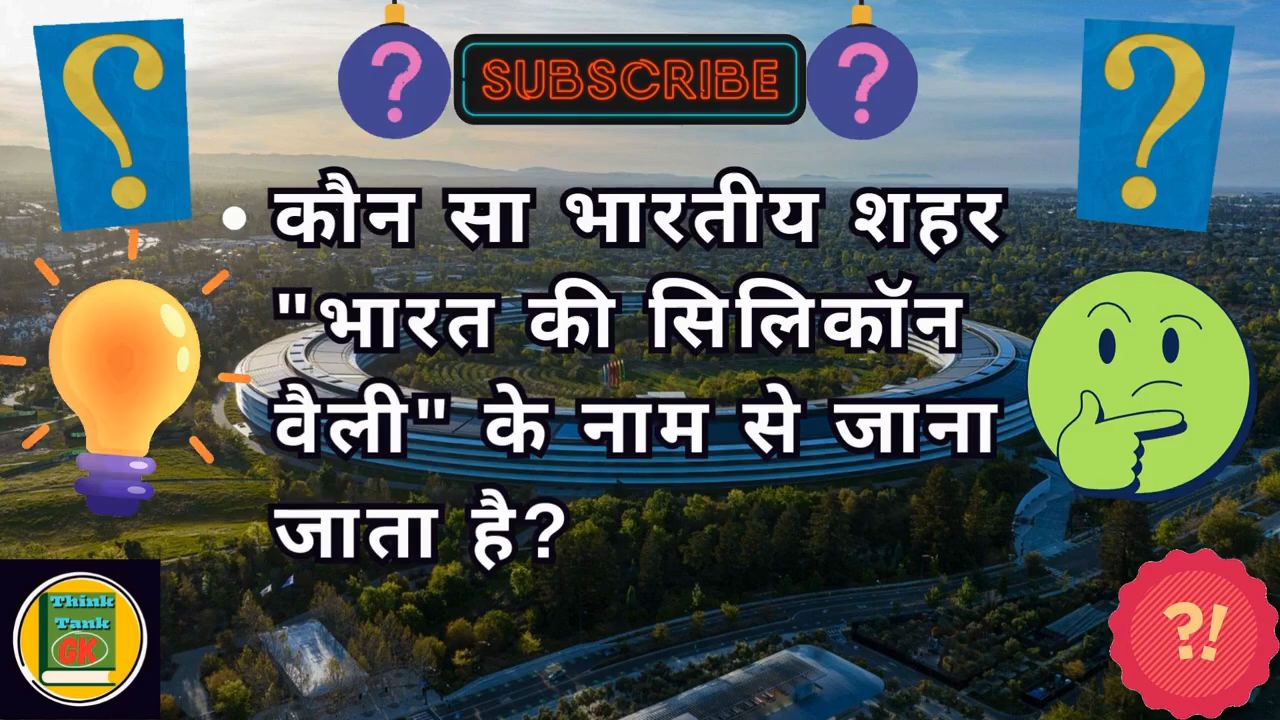 SUBSCRIBE
कौन सा भारतीय शहर
"भारत की सिलिकॉन
वैली" के नाम से जाना
जाता है?
Think
Tank
GK